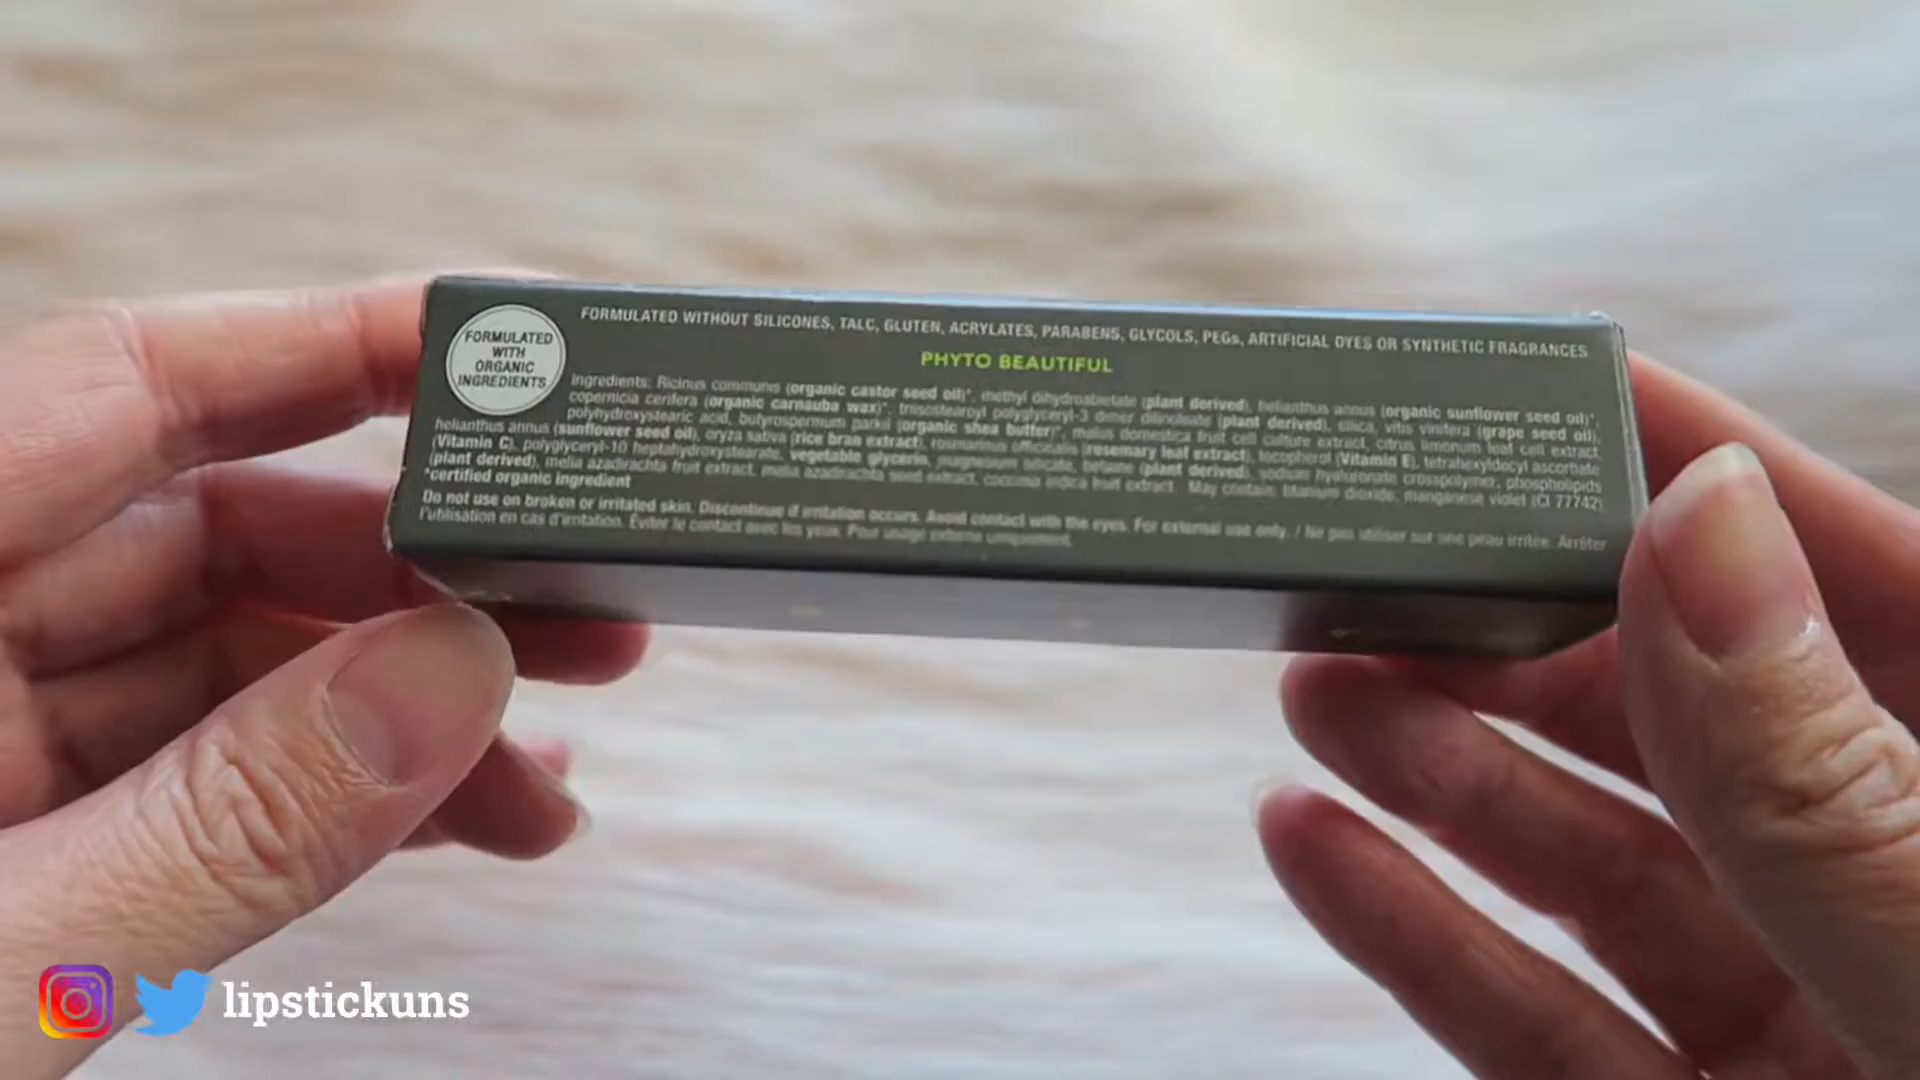 FORMULATED
WITH
ORGANIC
INGREDIENTS
FORMULATED WITHOUT SILICONES, TALC, GLUTEN, ACRYLATES, PARABENS, GLYCOLS, PEGs, ARTIFICIAL DYES OR SYNTHETIC FRAGRANCES
PHYTO BEAUTIFUL
Ingredients: Ricinus communis (organic castor seed oil)*, methyl dihydroabietate (plant derived), helianthus annus (organic sunflower seed oil)*,
copernicia cerifera (organic carnauba wax)*, triisostearoyl polyglyceryl-3 dimer dilinoleate (plant derived), silica, vitis vinifera (grape seed oil),
polyhydroxystearic acid, butyrospermum parkii (organic shea butter)*, malus domestica fruit cell culture extract, citrus limonum leaf cell extract,
helianthus annus (sunflower seed oil), oryza sativa (rice bran extract), rosmarinus officinalis (rosemary leaf extract), tocopherol (Vitamin E), tetrahexyldecyl ascorbate
(Vitamin C), polyglyceryl-10 heptahydroxystearate, vegetable glycerin, magnesium silicate, betaine (plant derived), sodium hyaluronate crosspolymer, phospholipids
(plant derived), melia azadirachta fruit extract, melia azadirachta seed extract, coccinia indica fruit extract. May contain: titanium dioxide, manganese violet (CI 77742)
*certified organic ingredient
Do not use on broken or irritated skin. Discontinue if irritation occurs. Avoid contact with the eyes. For external use only. / Ne pas utiliser sur une peau irritée. Arrêter
l'utilisation en cas d'irritation. Éviter le contact avec les yeux. Pour usage externe uniquement.
lipstickuns